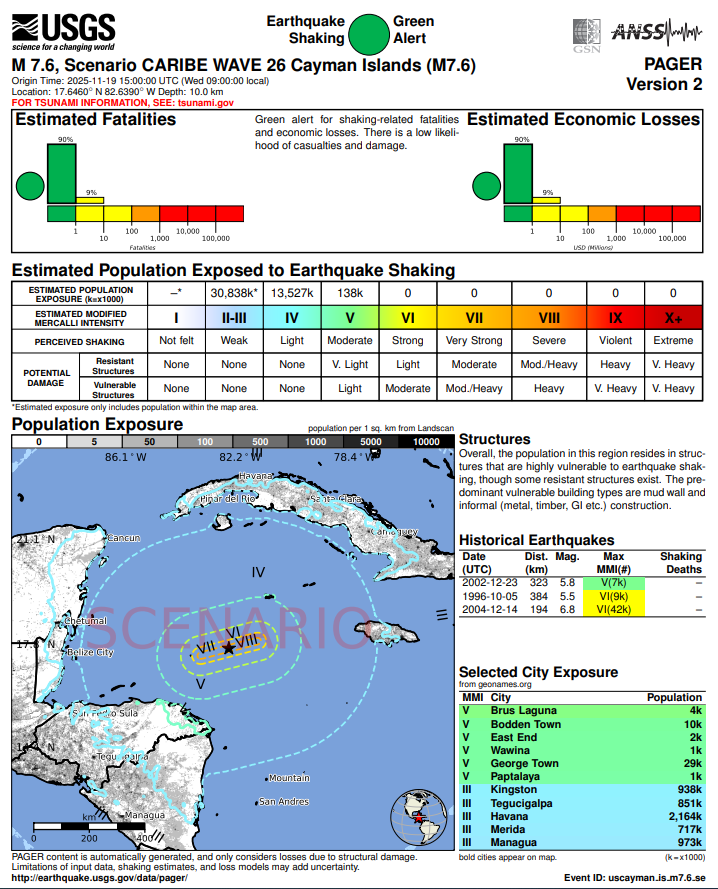 USGS
science for a changing world
Earthquake
Shaking
Green
Alert
GSN
ANSS
M 7.6, Scenario CARIBE WAVE 26 Cayman Islands (M7.6)
Origin Time: 2025-11-19 15:00:00 UTC (Wed 09:00:00 local)
Location: 17.6460° N 82.6390° W Depth: 10.0 km
FOR TSUNAMI INFORMATION, SEE: tsunami.gov
PAGER
Version 2
Estimated Fatalities
90%
9%
1
10
100
1,000
10,000
100,000
Fatalities
Green alert for shaking-related fatalities
and economic losses. There is a low likeli-
hood of casualties and damage.
Estimated Economic Losses
90%
9%
1
10
100
1,000
10,000
100,000
USD (Millions)
Estimated Population Exposed to Earthquake Shaking
ESTIMATED POPULATION EXPOSURE (k=x1000) –* 30,838k* 13,527k 138k 0 0 0 0 0
ESTIMATED MODIFIED MERCALLI INTENSITY I II-III IV V VI VII VIII IX X+
PERCEIVED SHAKING Not felt Weak Light Moderate Strong Very Strong Severe Violent Extreme
POTENTIAL DAMAGE
Resistant Structures None None None V. Light Light Moderate Mod./Heavy Heavy V. Heavy
Vulnerable Structures None None None Light Moderate Mod./Heavy Heavy V. Heavy V. Heavy
*Estimated exposure only includes population within the map area.
Population Exposure
population per 1 sq. km from Landscan
0 5 50 100 500 1000 5000 10000
86.1°W 82.2°W 78.4°W
III
Havana
Pinar del Rio
Santa Clara
Camaguey
21.1°N
Cancun
IV
Chetumal
SCENARIO
III
17.6°N
Belize City
VI
VII
VIII
V
San Pedro Sula
Tegucigalpa
Mountain
San Andres
Managua
III
III
km
0 200 400
Structures
Overall, the population in this region resides in struc-
tures that are highly vulnerable to earthquake shak-
ing, though some resistant structures exist. The pre-
dominant vulnerable building types are mud wall and
informal (metal, timber, GI etc.) construction.
Historical Earthquakes
Date (UTC) Dist. (km) Mag. Max MMI(#) Shaking Deaths
2002-12-23 323 5.8 V(7k) –
1996-10-05 384 5.5 VI(9k) –
2004-12-14 194 6.8 VI(42k) –
Selected City Exposure
from geonames.org
MMI City Population
V Brus Laguna 4k
V Bodden Town 10k
V East End 2k
V Wawina 1k
V George Town 29k
V Paptalaya 1k
III Kingston 938k
III Tegucigalpa 851k
III Havana 2,164k
III Merida 717k
III Managua 973k
bold cities appear on map. (k = x1000)
PAGER content is automatically generated, and only considers losses due to structural damage.
Limitations of input data, shaking estimates, and loss models may add uncertainty.
http://earthquake.usgs.gov/data/pager/
Event ID: uscayman.is.m7.6.se